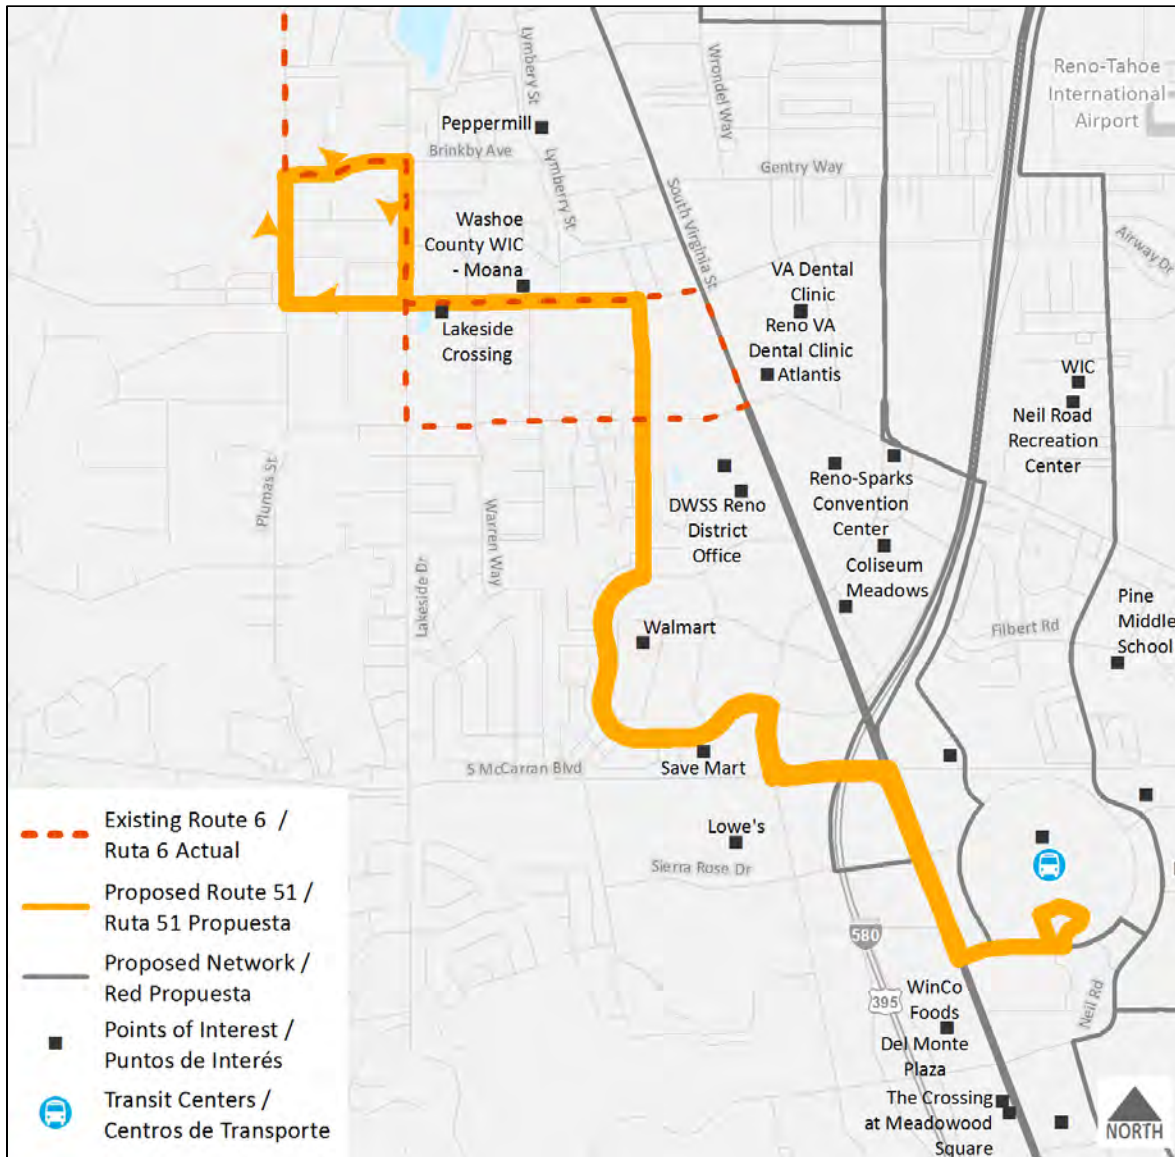 Lymbery St
Wrondel Way
Reno-Tahoe
International
Airport
Peppermill
Brinkby Ave
Lymberry St
Gentry Way
South Virginia St
Washoe
County WIC
- Moana
Airway Dr
VA Dental
Clinic
Reno VA
Dental Clinic
Atlantis
Lakeside
Crossing
WIC
Neil Road
Recreation
Center
Plumas St
Warren Way
Lakeside Dr
DWSS Reno
District
Office
Reno-Sparks
Convention
Center
Coliseum
Meadows
Walmart
Filbert Rd
Pine
Middle
School
S McCarran Blvd
Save Mart
Lowe's
Sierra Rose Dr
580
395
WinCo
Foods
Del Monte
Plaza
Neil Rd
The Crossing
at Meadowood
Square
NORTH
Existing Route 6 /
Ruta 6 Actual
Proposed Route 51 /
Ruta 51 Propuesta
Proposed Network /
Red Propuesta
Points of Interest /
Puntos de Interés
Transit Centers /
Centros de Transporte